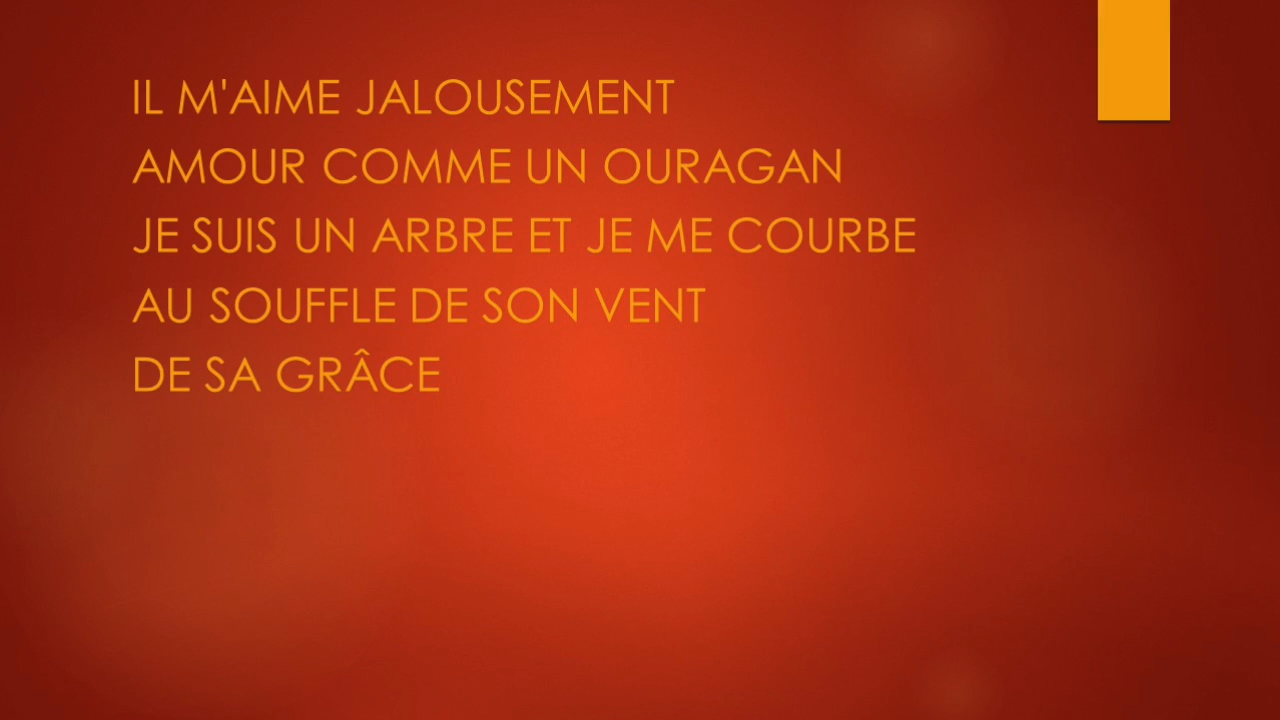 IL M'AIME JALOUSEMENT
AMOUR COMME UN OURAGAN
JE SUIS UN ARBRE ET JE ME COURBE
AU SOUFFLE DE SON VENT
DE SA GRÂCE